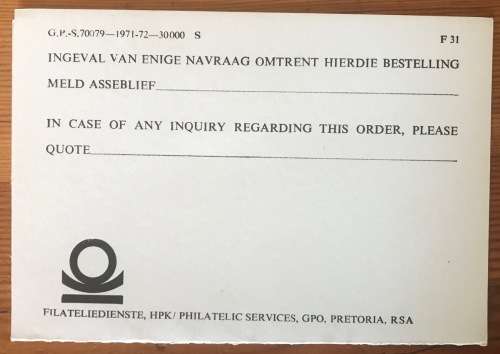 G.P.-S.70079—1971-72—30000 S
F 31
INGEVAL VAN ENIGE NAVRAAG OMTRENT HIERDIE BESTELLING
MELD ASSEBLIEF
IN CASE OF ANY INQUIRY REGARDING THIS ORDER, PLEASE
QUOTE
FILATELIEDIENSTE, HPK/ PHILATELIC SERVICES, GPO, PRETORIA, RSA